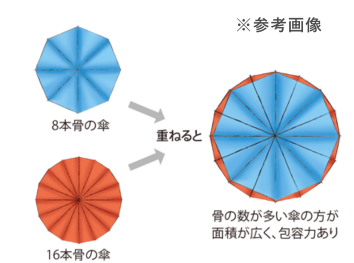 ※参考画像
8本骨の傘
重ねると
16本骨の傘
骨の数が多い傘の方が
面積が広く、包容力あり